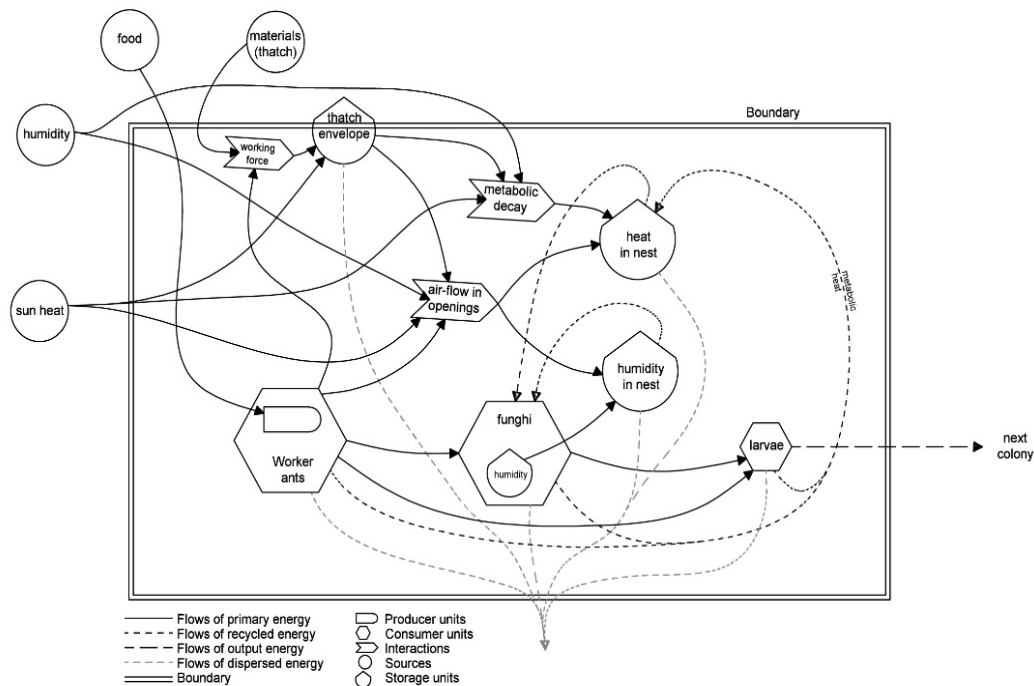 food
materials
(thatch)
humidity
Boundary
thatch
envelope
working
force
metabolic
decay
heat
in nest
metabolic
heat
sun heat
air-flow in
openings
humidity
in nest
funghi
humidity
Worker
ants
larvae
next
colony
Flows of primary energy
Flows of recycled energy
Flows of output energy
Flows of dispersed energy
Boundary
Producer units
Consumer units
Interactions
Sources
Storage units